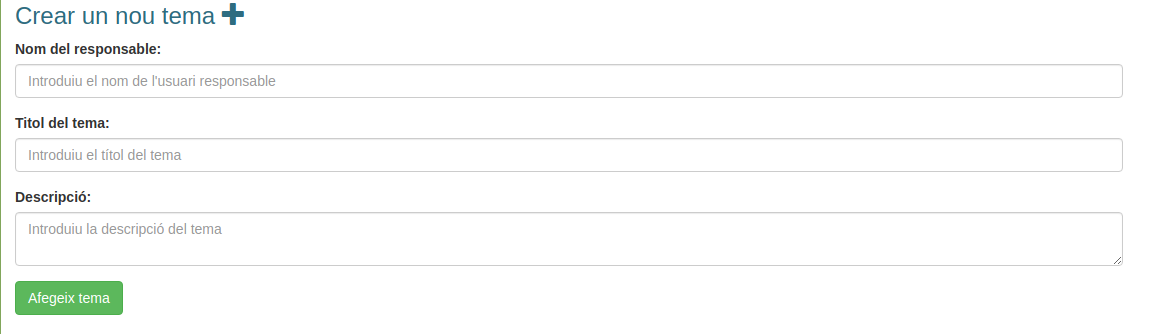 Crear un nou tema
Nom del responsable:
Introduiu el nom de l'usuari responsable
Titol del tema:
Introduiu el títol del tema
Descripció:
Introduiu la descripció del tema
Afegeix tema